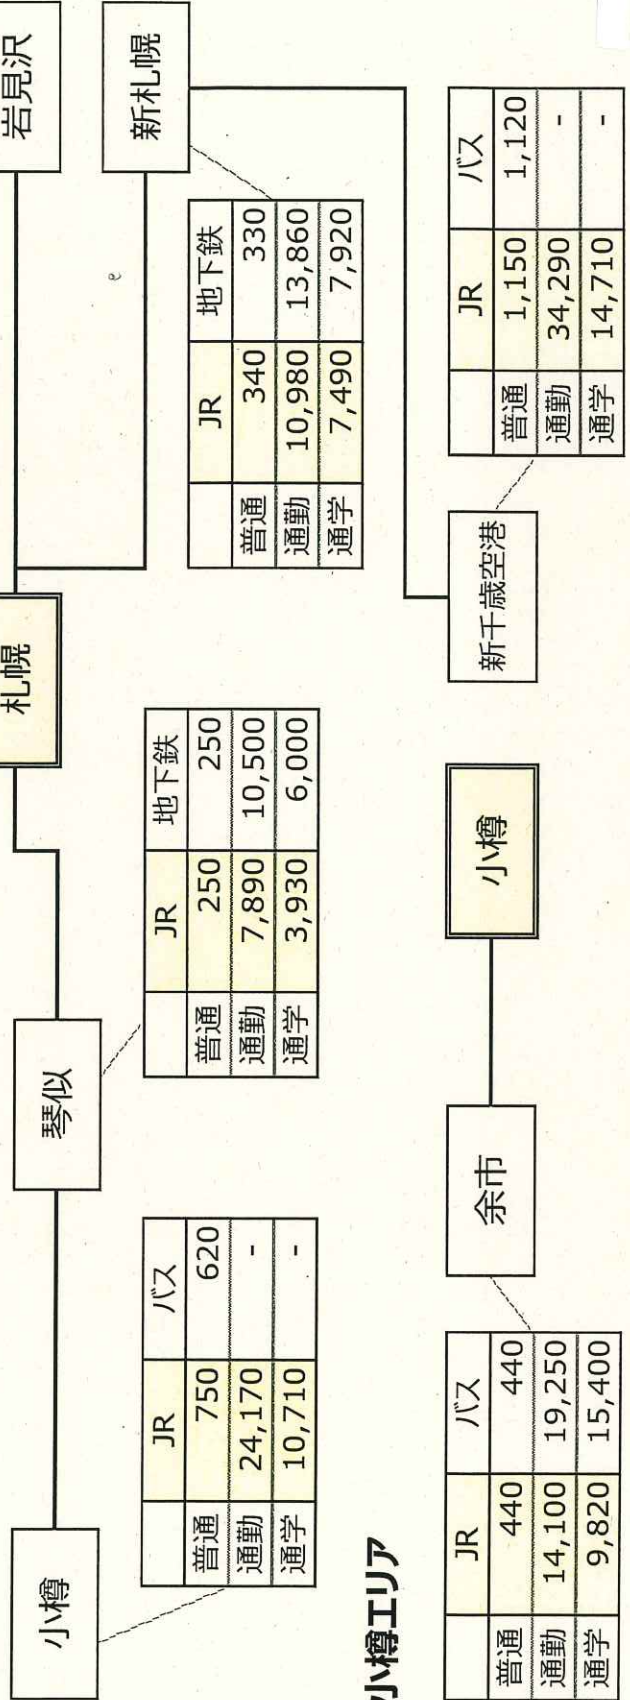 岩見沢
札幌
新札幌
琴似
小樽
JR 地下鉄
普通 340 330
通勤 10,980 13,860
通学 7,490 7,920
JR 地下鉄
普通 250 250
通勤 7,890 10,500
通学 3,930 6,000
JR バス
普通 750 620
通勤 24,170 -
通学 10,710 -
小樽エリア
新千歳空港
JR バス
普通 1,150 1,120
通勤 34,290 -
通学 14,710 -
小樽
余市
JR バス
普通 440 440
通勤 14,100 19,250
通学 9,820 15,400